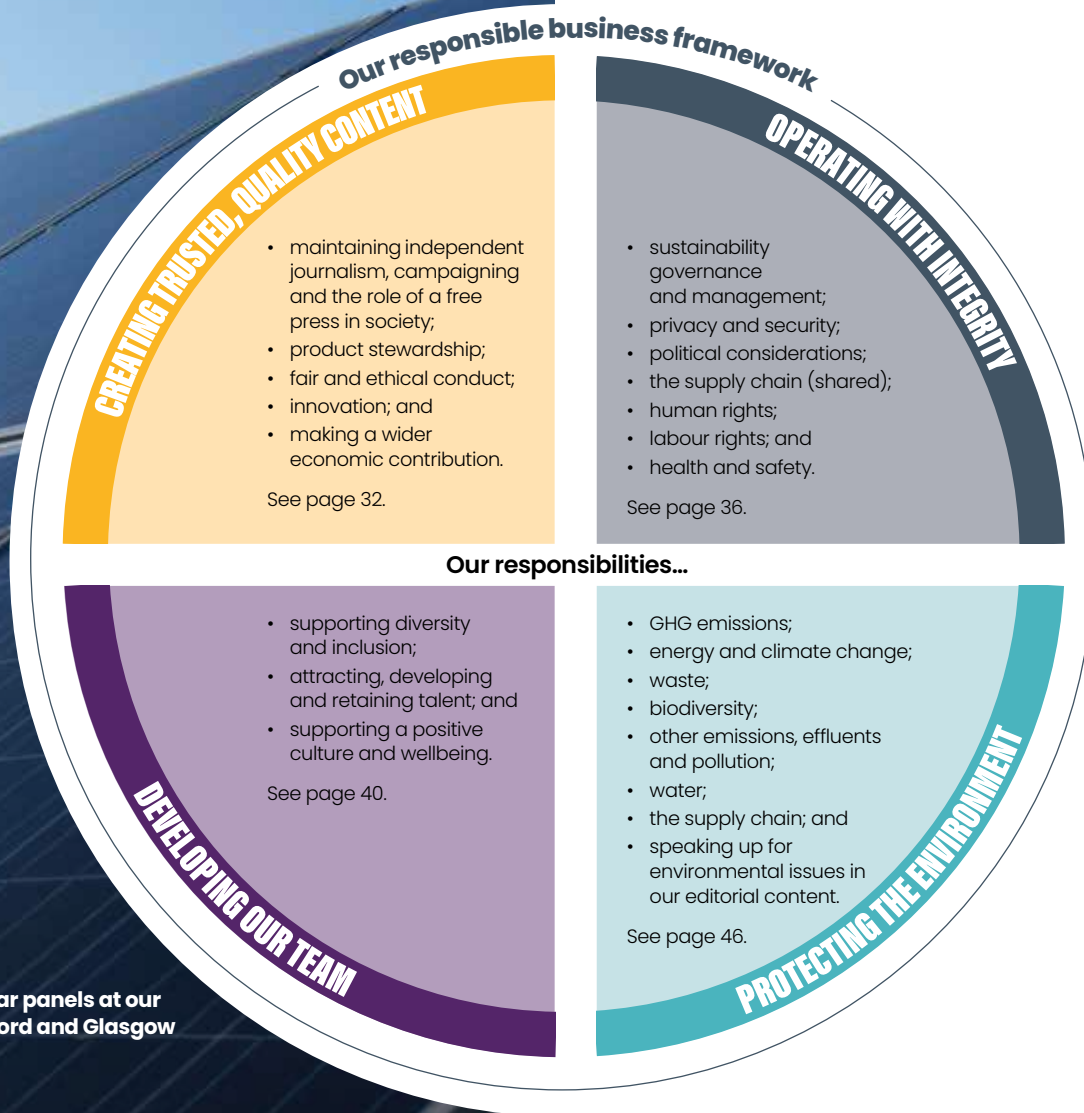 Our responsible business framework
CREATING TRUSTED, QUALITY CONTENT
• maintaining independent
journalism, campaigning
and the role of a free
press in society;
• product stewardship;
• fair and ethical conduct;
• innovation; and
• making a wider
economic contribution.
See page 32.
OPERATING WITH INTEGRITY
• sustainability
governance
and management;
• privacy and security;
• political considerations;
• the supply chain (shared);
• human rights;
• labour rights; and
• health and safety.
See page 36.
Our responsibilities...
• supporting diversity
and inclusion;
• attracting, developing
and retaining talent; and
• supporting a positive
culture and wellbeing.
See page 40.
DEVELOPING OUR TEAM
• GHG emissions;
• energy and climate change;
• waste;
• biodiversity;
• other emissions, effluents
and pollution;
• water;
• the supply chain; and
• speaking up for
environmental issues in
our editorial content.
See page 46.
PROTECTING THE ENVIRONMENT
panels at our
and Glasgow